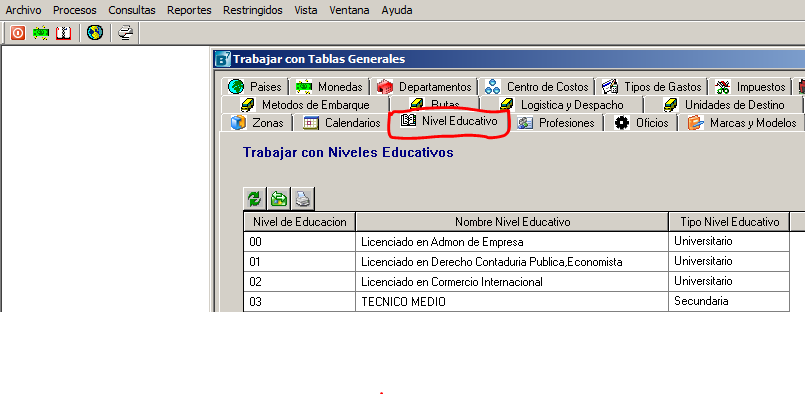 Archivo Procesos Consultas Reportes Restringidos Vista Ventana Ayuda
Trabajar con Tablas Generales
Paises Monedas Departamentos Centro de Costos Tipos de Gastos Impuestos
Metodos de Embarque Rutas Logistica y Despacho Unidades de Destino
Zonas Calendarios Nivel Educativo Profesiones Oficios Marcas y Modelos
Trabajar con Niveles Educativos
Nivel de Educacion Nombre Nivel Educativo Tipo Nivel Educativo
00 Licenciado en Admon de Empresa Universitario
01 Licenciado en Derecho Contaduria Publica,Economista Universitario
02 Licenciado en Comercio Internacional Universitario
03 TECNICO MEDIO Secundaria